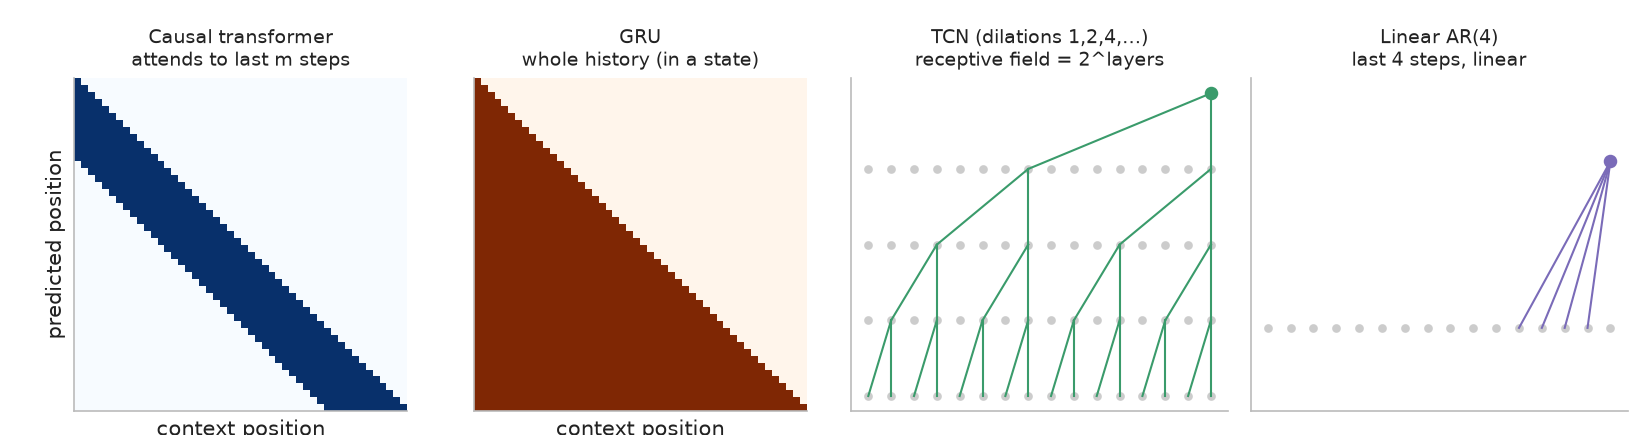 Causal transformer
attends to last m steps
GRU
whole history (in a state)
TCN (dilations 1,2,4,...)
receptive field = 2^layers
Linear AR(4)
last 4 steps, linear
predicted position
context position
context position